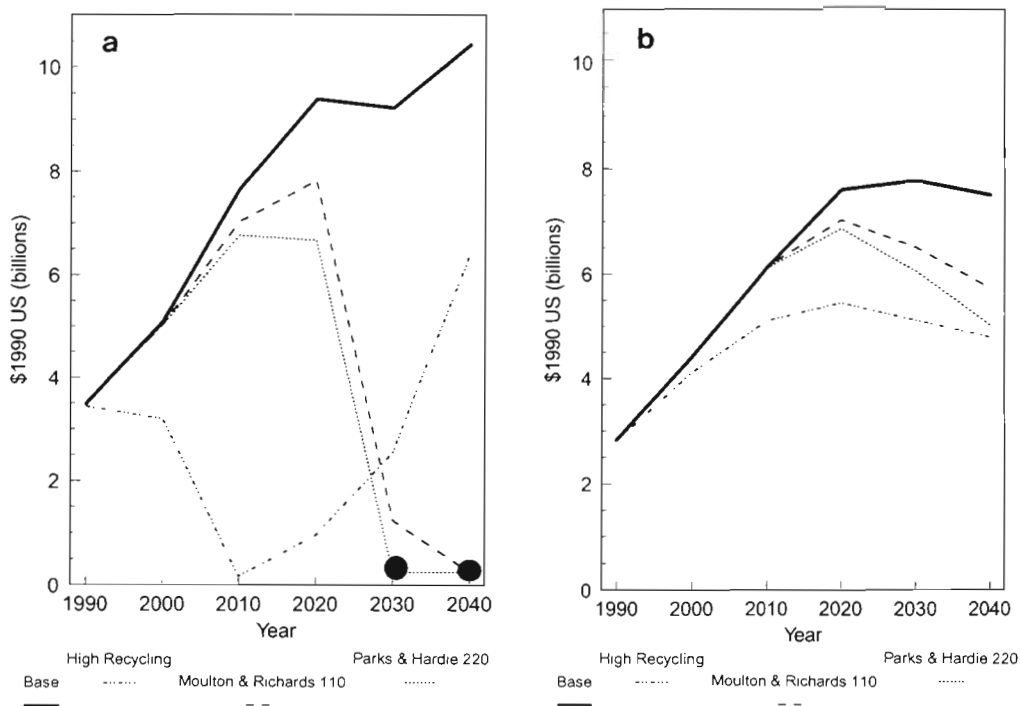 a
10
8
6
4
2
0
$1990 US (billions)
1990 2000 2010 2020 2030 2040
Year
High Recycling Parks & Hardie 220
Base Moulton & Richards 110
b
10
8
6
4
2
0
$1990 US (billions)
1990 2000 2010 2020 2030 2040
Year
High Recycling Parks & Hardie 220
Base Moulton & Richards 110